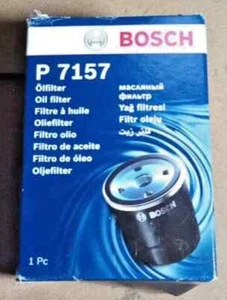 BOSCH
P 7157
Ölfilter
Oil filter
Filtre à huile
Oliefilter
Filtro olio
Filtro de aceite
Filtro de óleo
Oljefilter
масляный
фильтр
Yağ filtresi
Filtr oleju
فلتر زيت
BOSCH
1 Pc